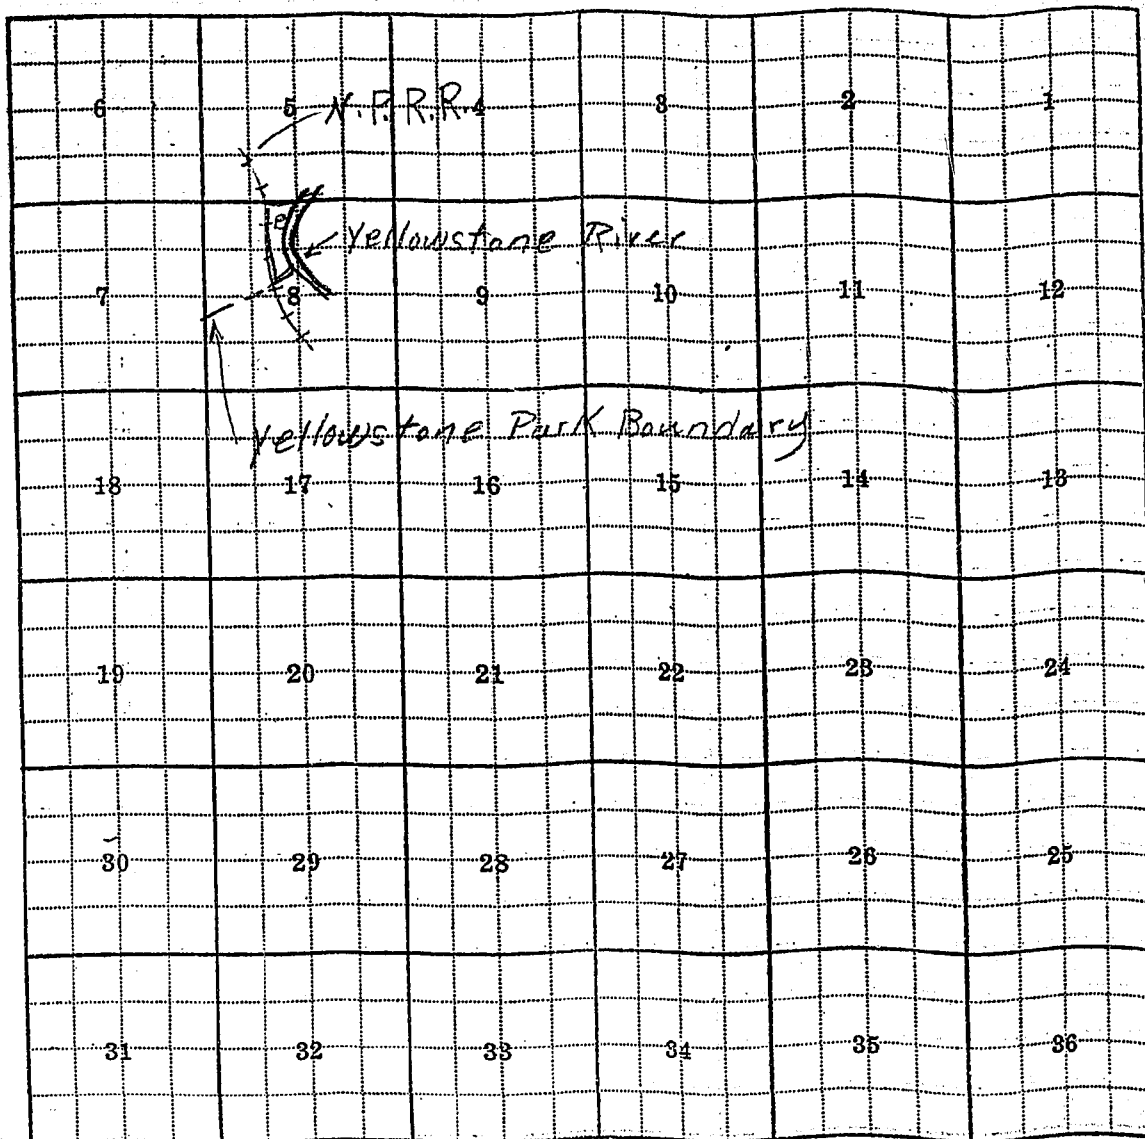 6 5 N.P.R.R. 4 3 2 1
e
Yellowstone River
7 8 9 10 11 12
Yellowstone Park Boundary
18 17 16 15 14 13
19 20 21 22 23 24
30 29 28 27 26 25
31 32 33 34 35 36